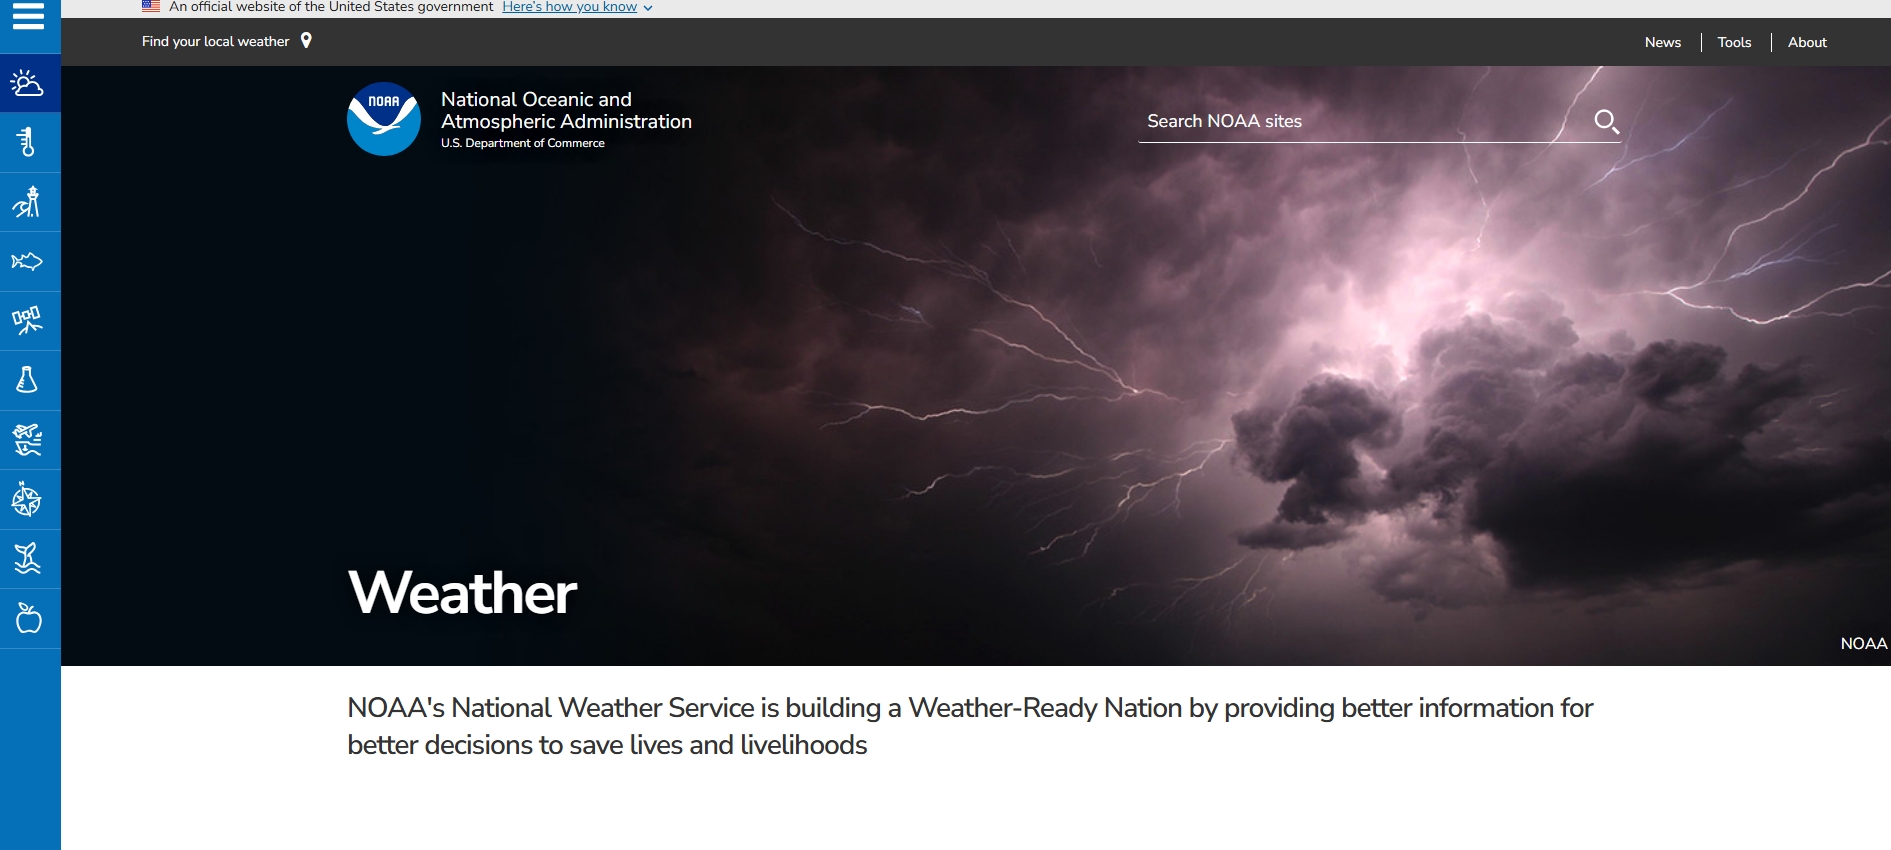 An official website of the United States government Here's how you know
Find your local weather
News
Tools
About
NOAA
National Oceanic and
Atmospheric Administration
U.S. Department of Commerce
Search NOAA sites
Weather
NOAA
NOAA's National Weather Service is building a Weather-Ready Nation by providing better information for
better decisions to save lives and livelihoods